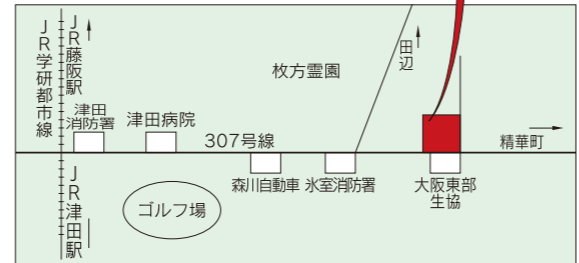 JR学研都市線
JR藤阪駅
津田
消防署
津田病院
307号線
枚方霊園
田辺
精華町
JR津田駅
ゴルフ場
森川自動車
氷室消防署
大阪東部
生協